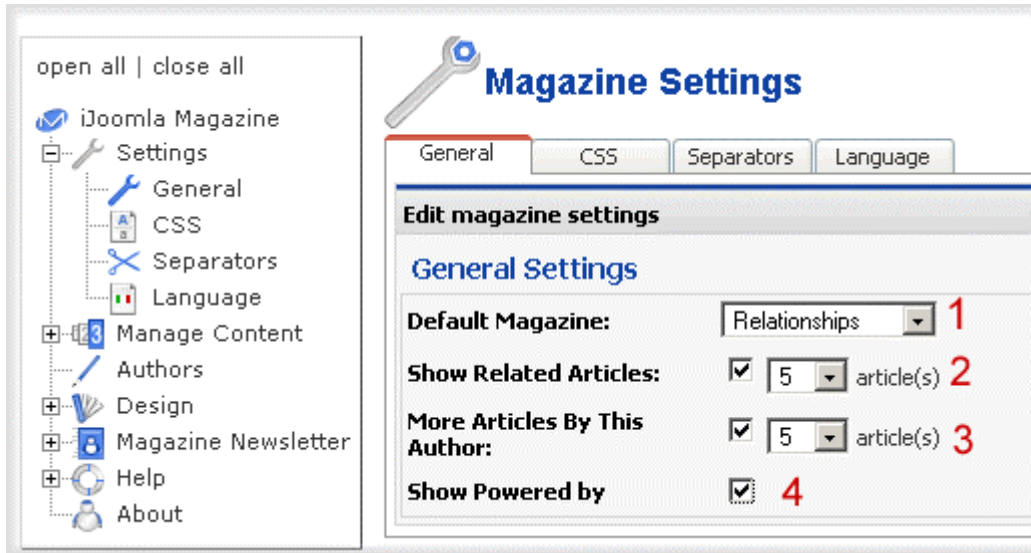 open all | close all
iJoomla Magazine
Settings
General
CSS
Separators
Language
Manage Content
Authors
Design
Magazine Newsletter
Help
About
Magazine Settings
General CSS Separators Language
Edit magazine settings
General Settings
Default Magazine: Relationships 1
Show Related Articles: 5 article(s) 2
More Articles By This
Author: 5 article(s) 3
Show Powered by 4